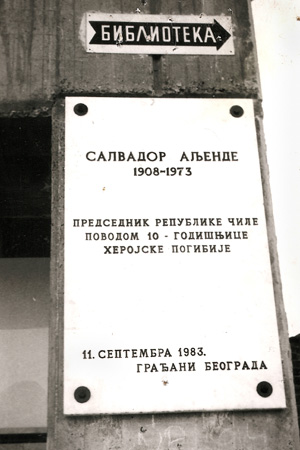 БИБЛИОТЕКА
САЛВАДОР АЉЕНДЕ
1908-1973
ПРЕДСЕДНИК РЕПУБЛИКЕ ЧИЛЕ
ПОВОДОМ 10 - ГОДИШЊИЦЕ
ХЕРОЈСКЕ ПОГИБИЈЕ
11. СЕПТЕМБРА 1983.
ГРАЂАНИ БЕОГРАДА